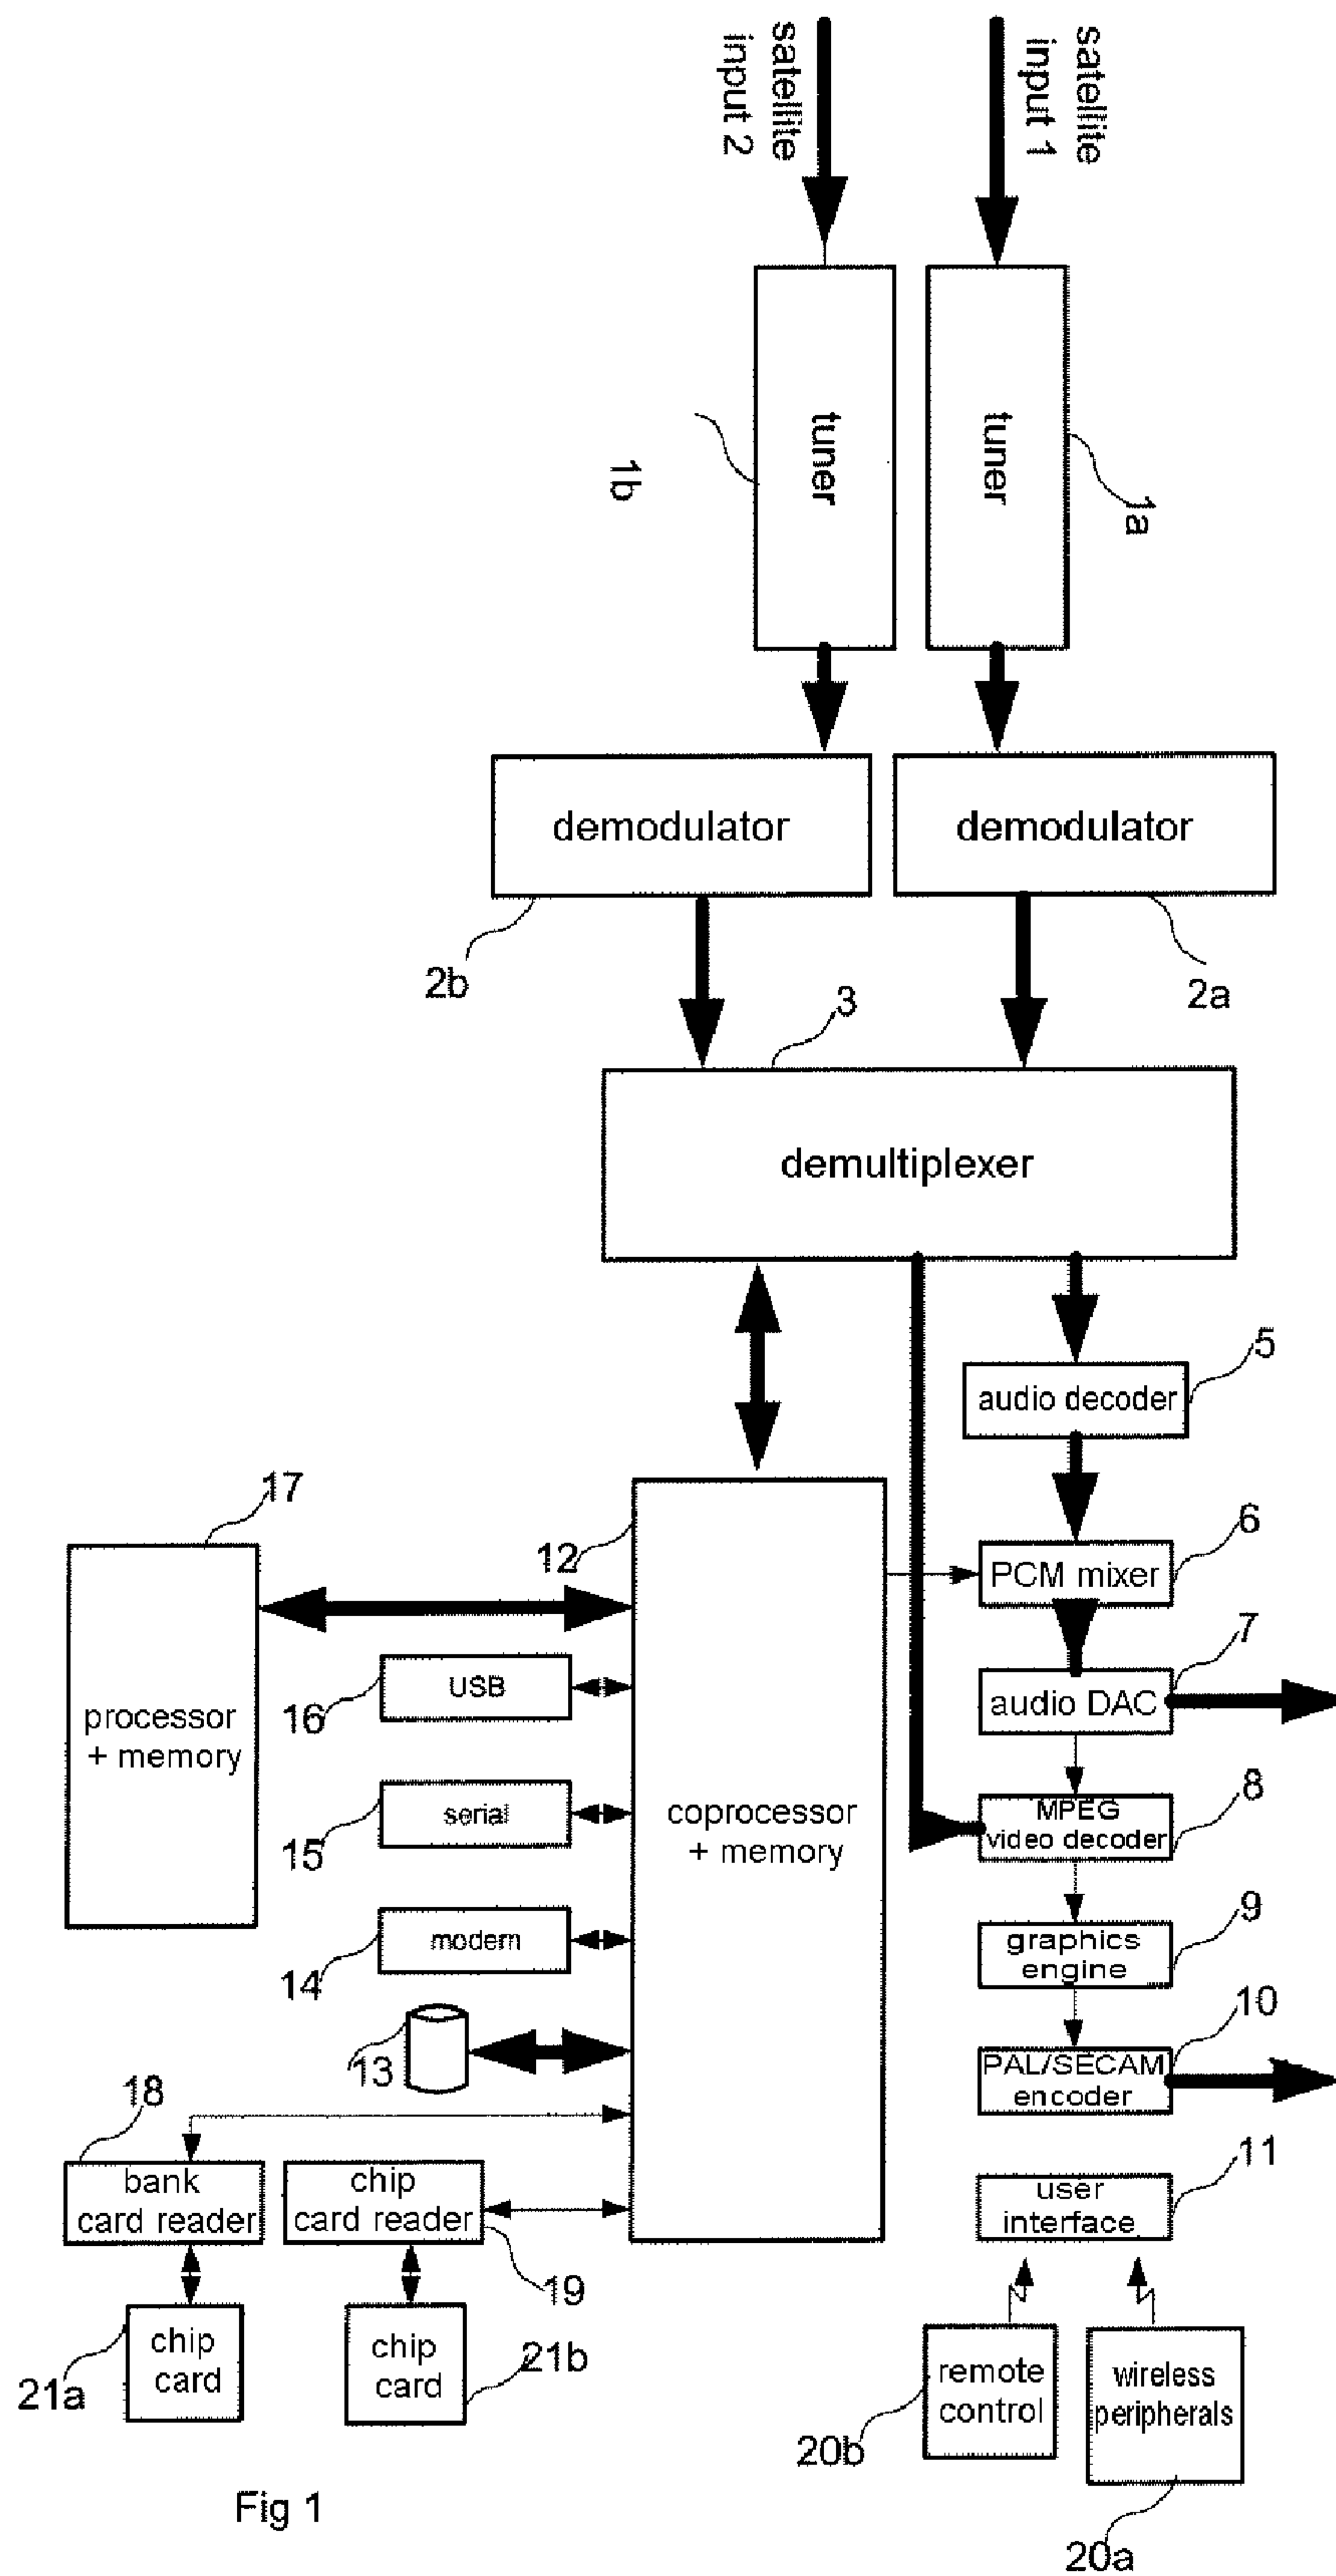 satellite
input 2
satellite
input 1
tuner
tuner
1b
1a
demodulator
demodulator
2b
2a
3
demultiplexer
5
audio decoder
17
12
6
PCM mixer
7
audio DAC
processor
+ memory
USB
16
serial
15
coprocessor
+ memory
8
MPEG
video decoder
modem
14
9
graphics
engine
13
10
PAL/SECAM
encoder
18
bank
card reader
chip
card reader
19
11
user
interface
chip
card
21a
chip
card
21b
remote
control
20b
wireless
peripherals
20a
Fig 1